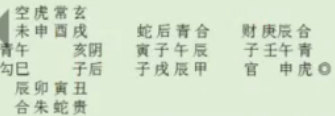 空虎常玄
未申酉戌 蛇后青合 财庚辰合
青午 亥阴 寅子午辰 子壬午青
勾巳 子后 子戌辰甲 官 申虎◎
辰卯寅丑
合朱蛇贵